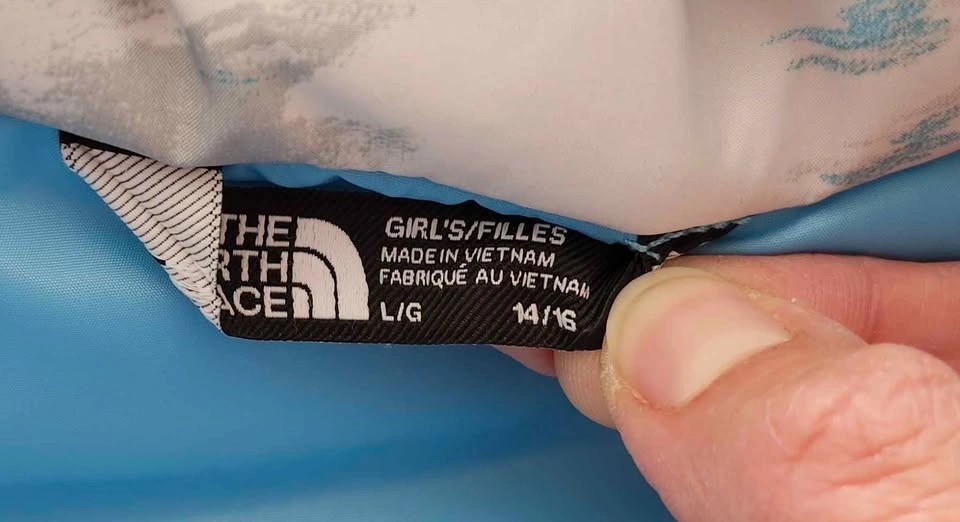 THE
RTH
ACE
GIRL'S/FILLES
MADE IN VIETNAM
FABRIQUÉ AU VIETNAM
L/G 14/16